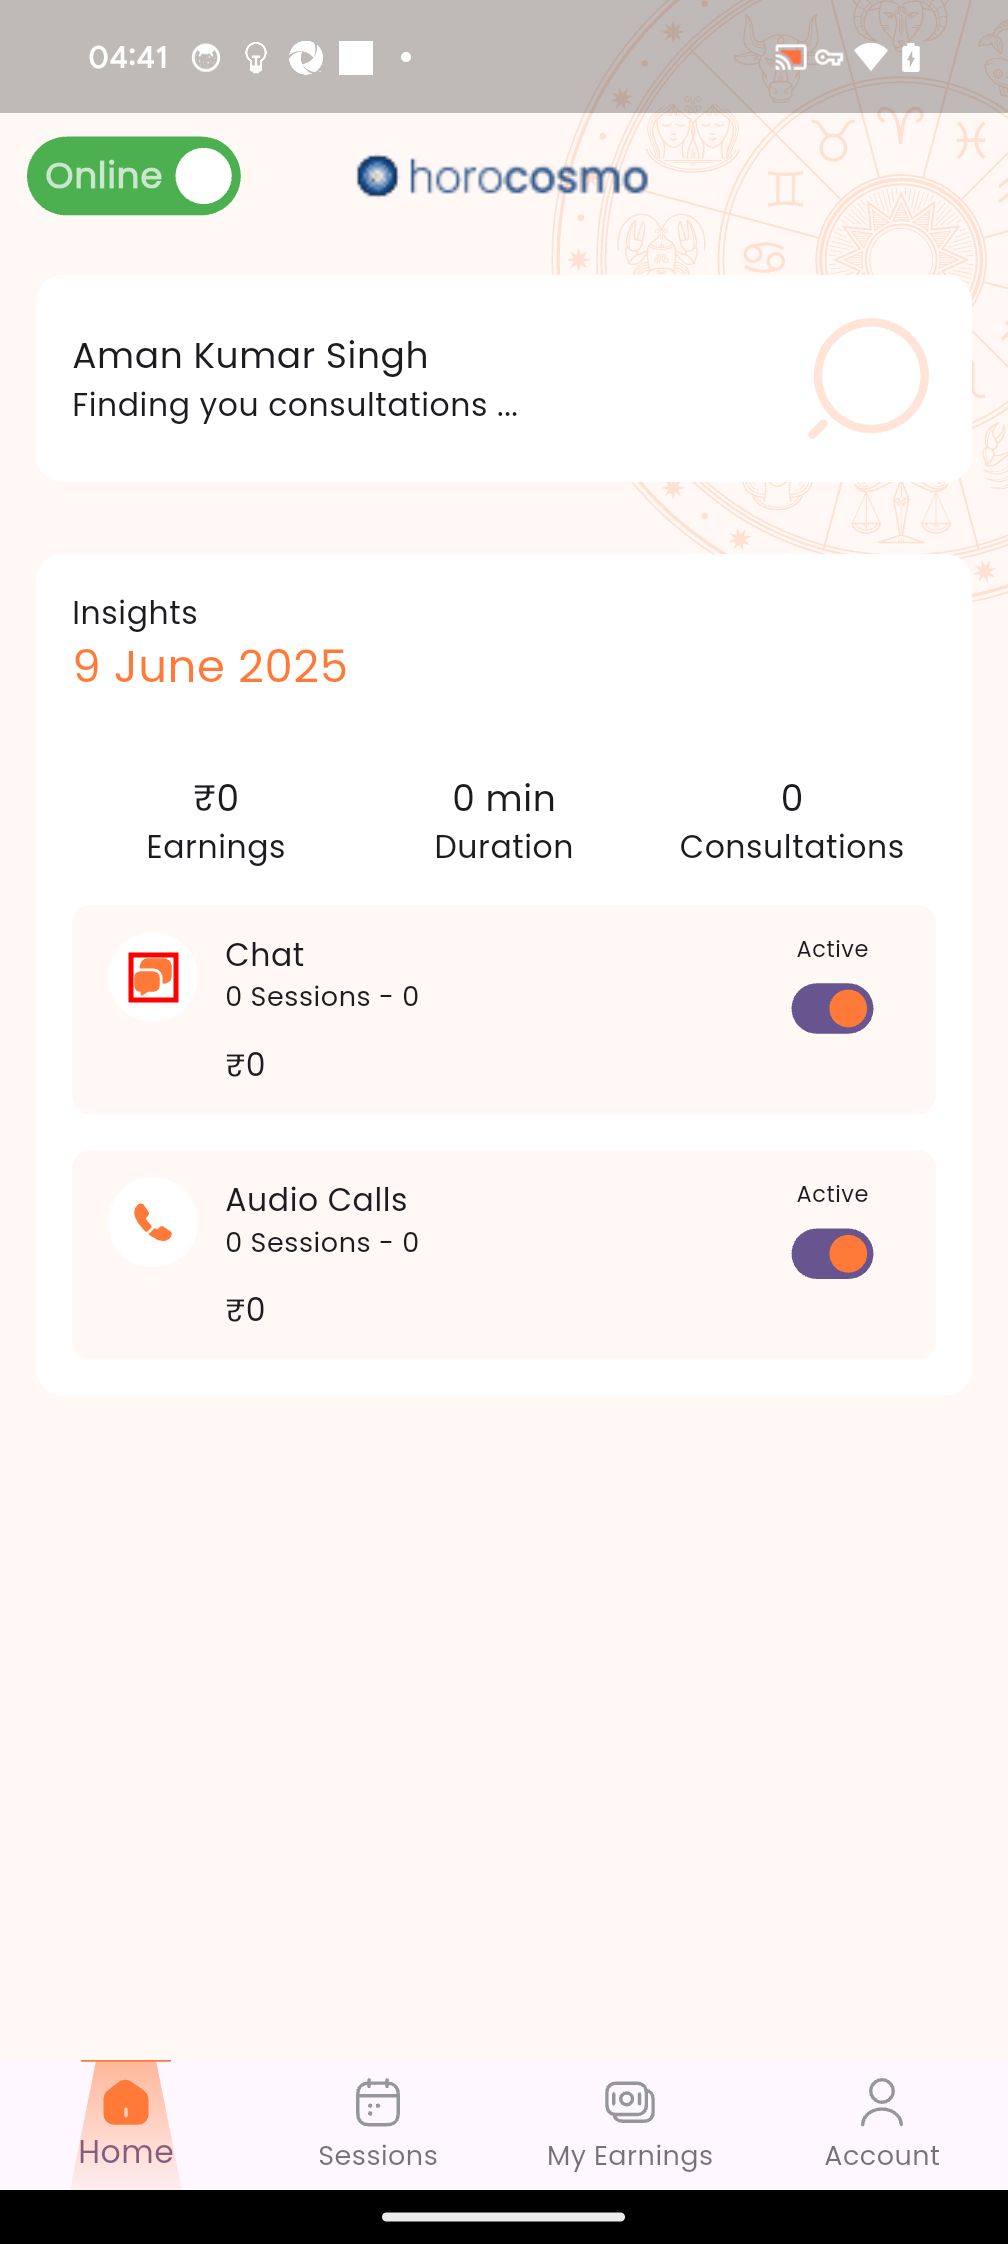 04:41
Online
horocosmo
Aman Kumar Singh
Finding you consultations ...
Insights
9 June 2025
₹0
0 min
0
Earnings
Duration
Consultations
Chat
Active
0 Sessions - 0
₹0
Audio Calls
Active
0 Sessions - 0
₹0
Home
Sessions
My Earnings
Account